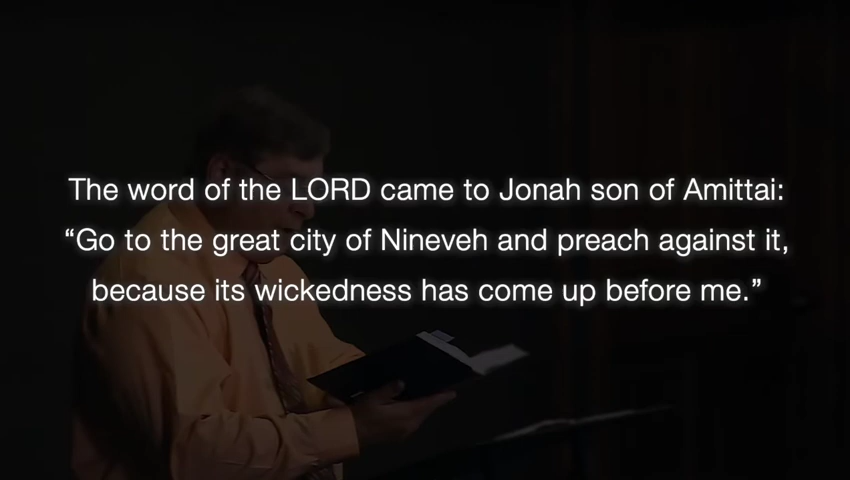 The word of the LORD came to Jonah son of Amittai:
“Go to the great city of Nineveh and preach against it,
because its wickedness has come up before me.”